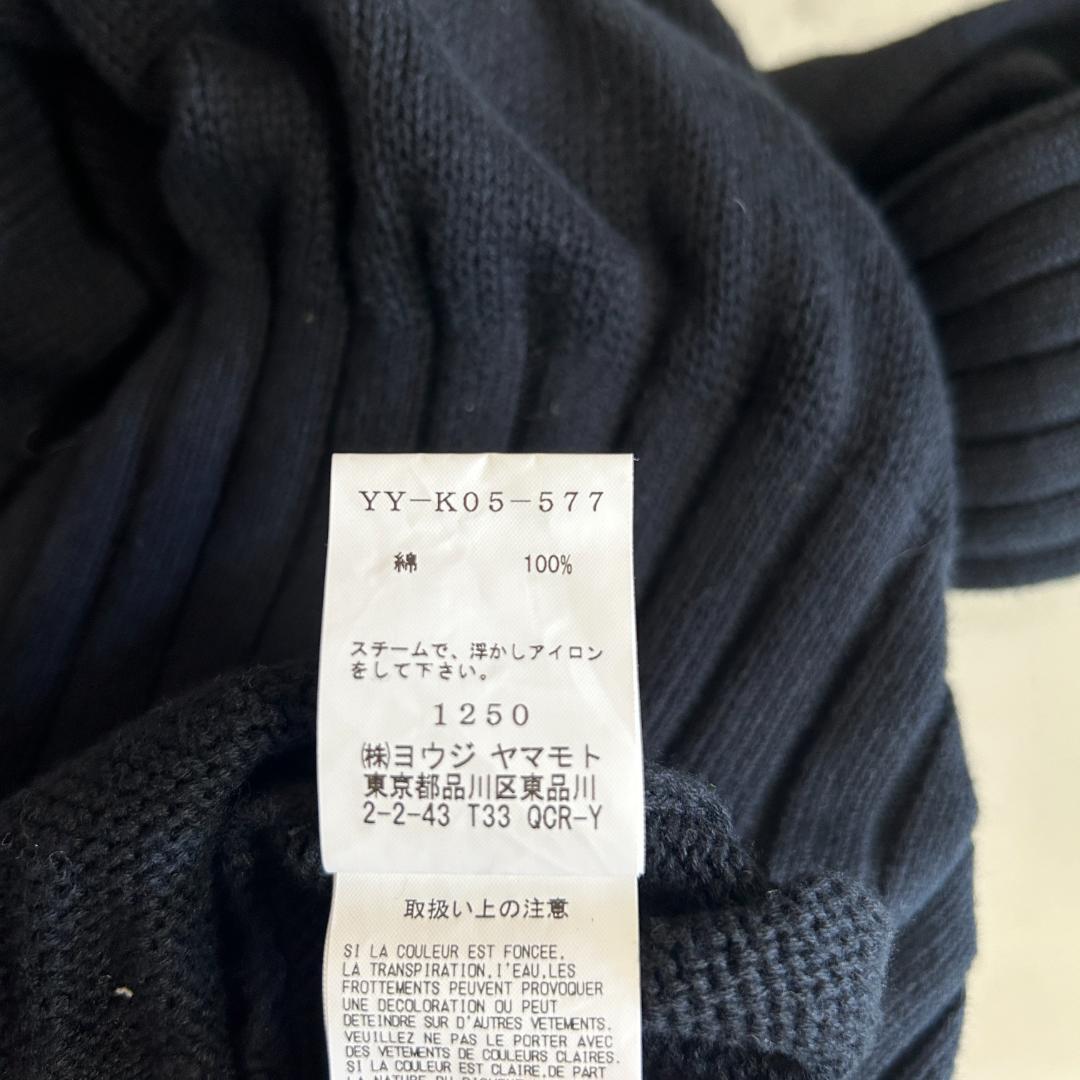 YY-K05-577
綿 100%
スチームで、浮かしアイロン
をして下さい。
1250
㈱ヨウジ ヤマモト
東京都品川区東品川
2-2-43 T33 QCR-Y
取扱い上の注意
SI LA COULEUR EST FONCEE,
LA TRANSPIRATION,I'EAU,LES
FROTTEMENTS PEUVENT PROVOQUER
UNE DECOLORATION OU PEUT
DETEINDRE SUR D'AUTRES VETEMENTS.
VEUILLEZ NE PAS LE PORTER AVEC
DES VETEMENTS DE COULEURS CLAIRES.
SI LA COULEUR EST CLAIRE,DE PART
LA NATURE DU